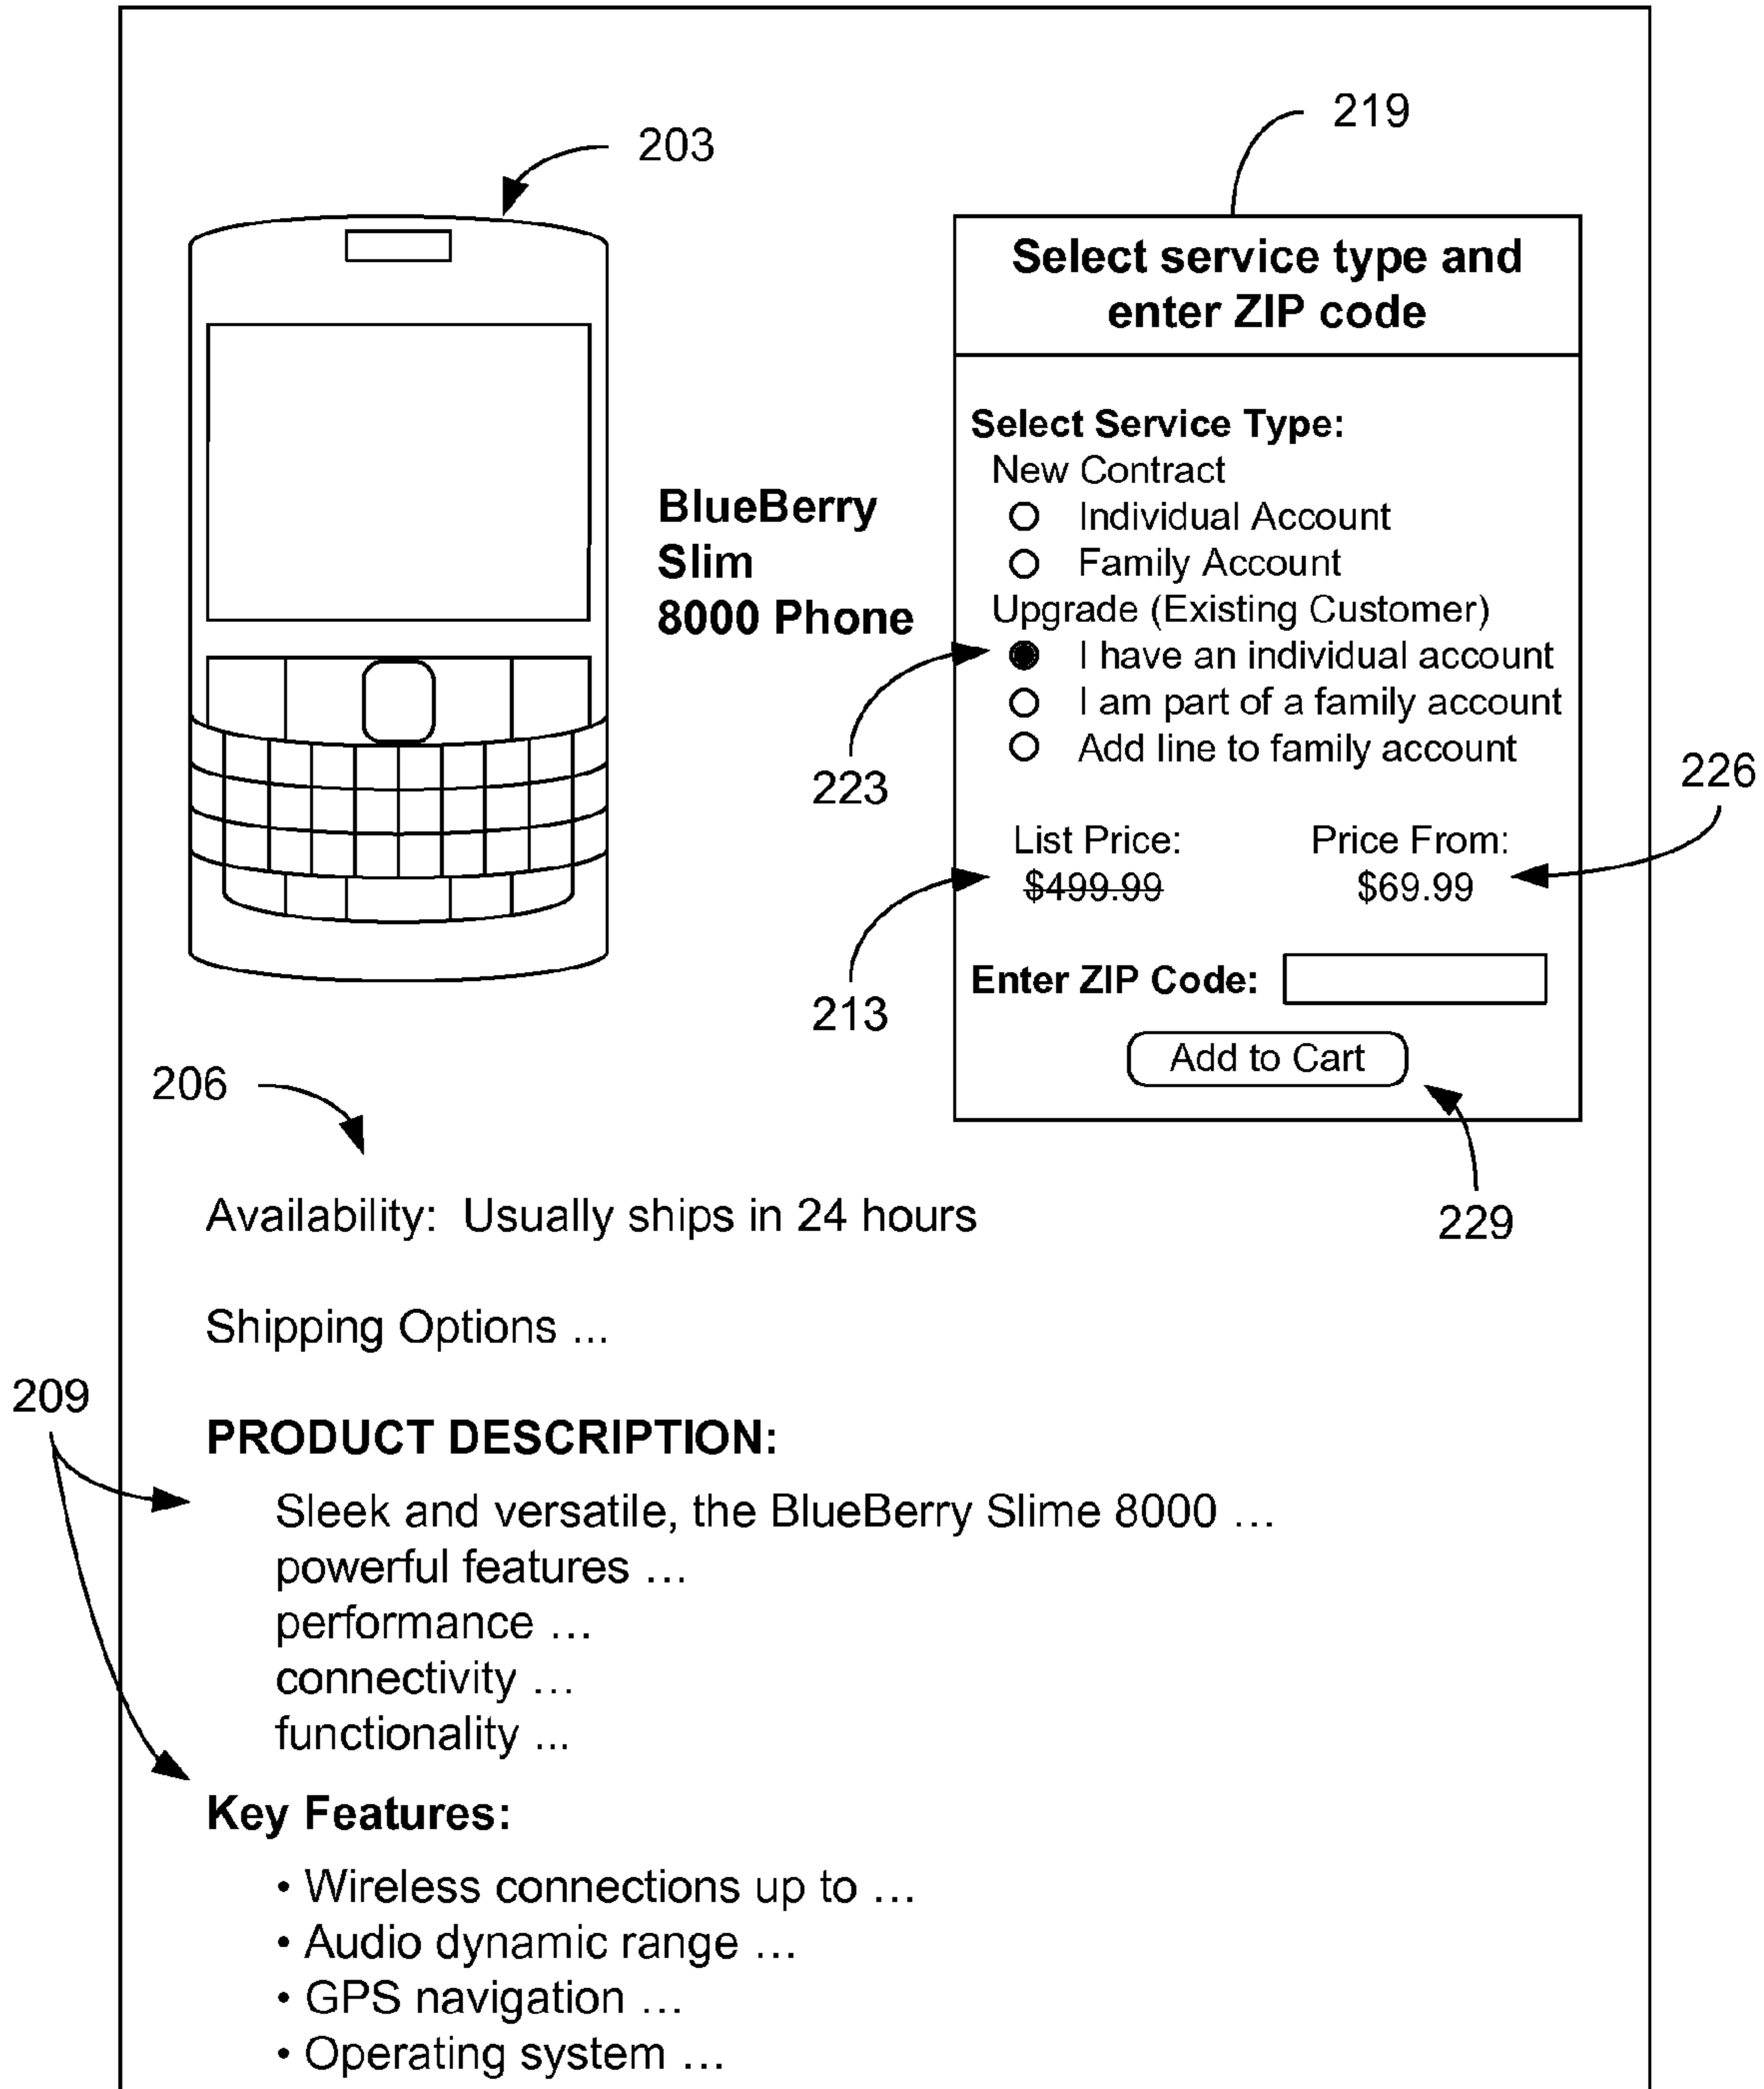 203
219
Select service type and
enter ZIP code
BlueBerry
Slim
8000 Phone
Select Service Type:
New Contract
Individual Account
Family Account
Upgrade (Existing Customer)
I have an individual account
I am part of a family account
Add line to family account
223
226
List Price:
$499.99
Price From:
$69.99
213
Enter ZIP Code:
Add to Cart
229
206
Availability: Usually ships in 24 hours
Shipping Options ...
209
PRODUCT DESCRIPTION:
Sleek and versatile, the BlueBerry Slime 8000 ...
powerful features ...
performance ...
connectivity ...
functionality ...
Key Features:
• Wireless connections up to ...
• Audio dynamic range ...
• GPS navigation ...
• Operating system ...